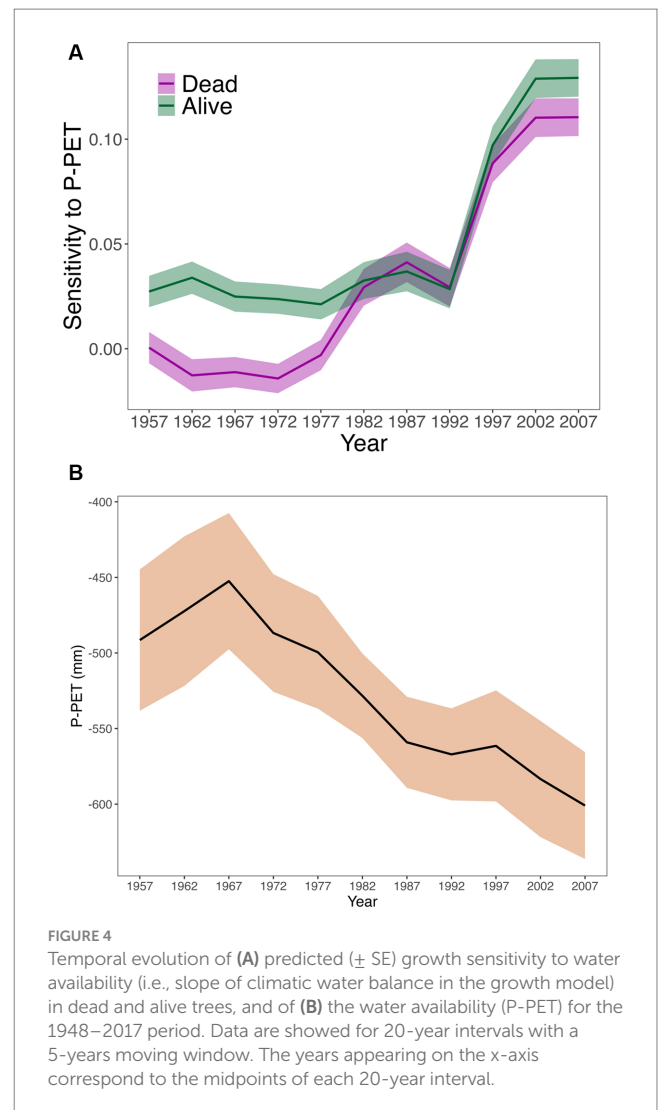 A
Dead
Alive
Sensitivity to P-PET
0.10
0.05
0.00
1957 1962 1967 1972 1977 1982 1987 1992 1997 2002 2007
Year
B
P-PET (mm)
-400
-450
-500
-550
-600
1957 1962 1967 1972 1977 1982 1987 1992 1997 2002 2007
Year
FIGURE 4
Temporal evolution of (A) predicted (± SE) growth sensitivity to water
availability (i.e., slope of climatic water balance in the growth model)
in dead and alive trees, and of (B) the water availability (P-PET) for the
1948–2017 period. Data are showed for 20-year intervals with a
5-years moving window. The years appearing on the x-axis
correspond to the midpoints of each 20-year interval.